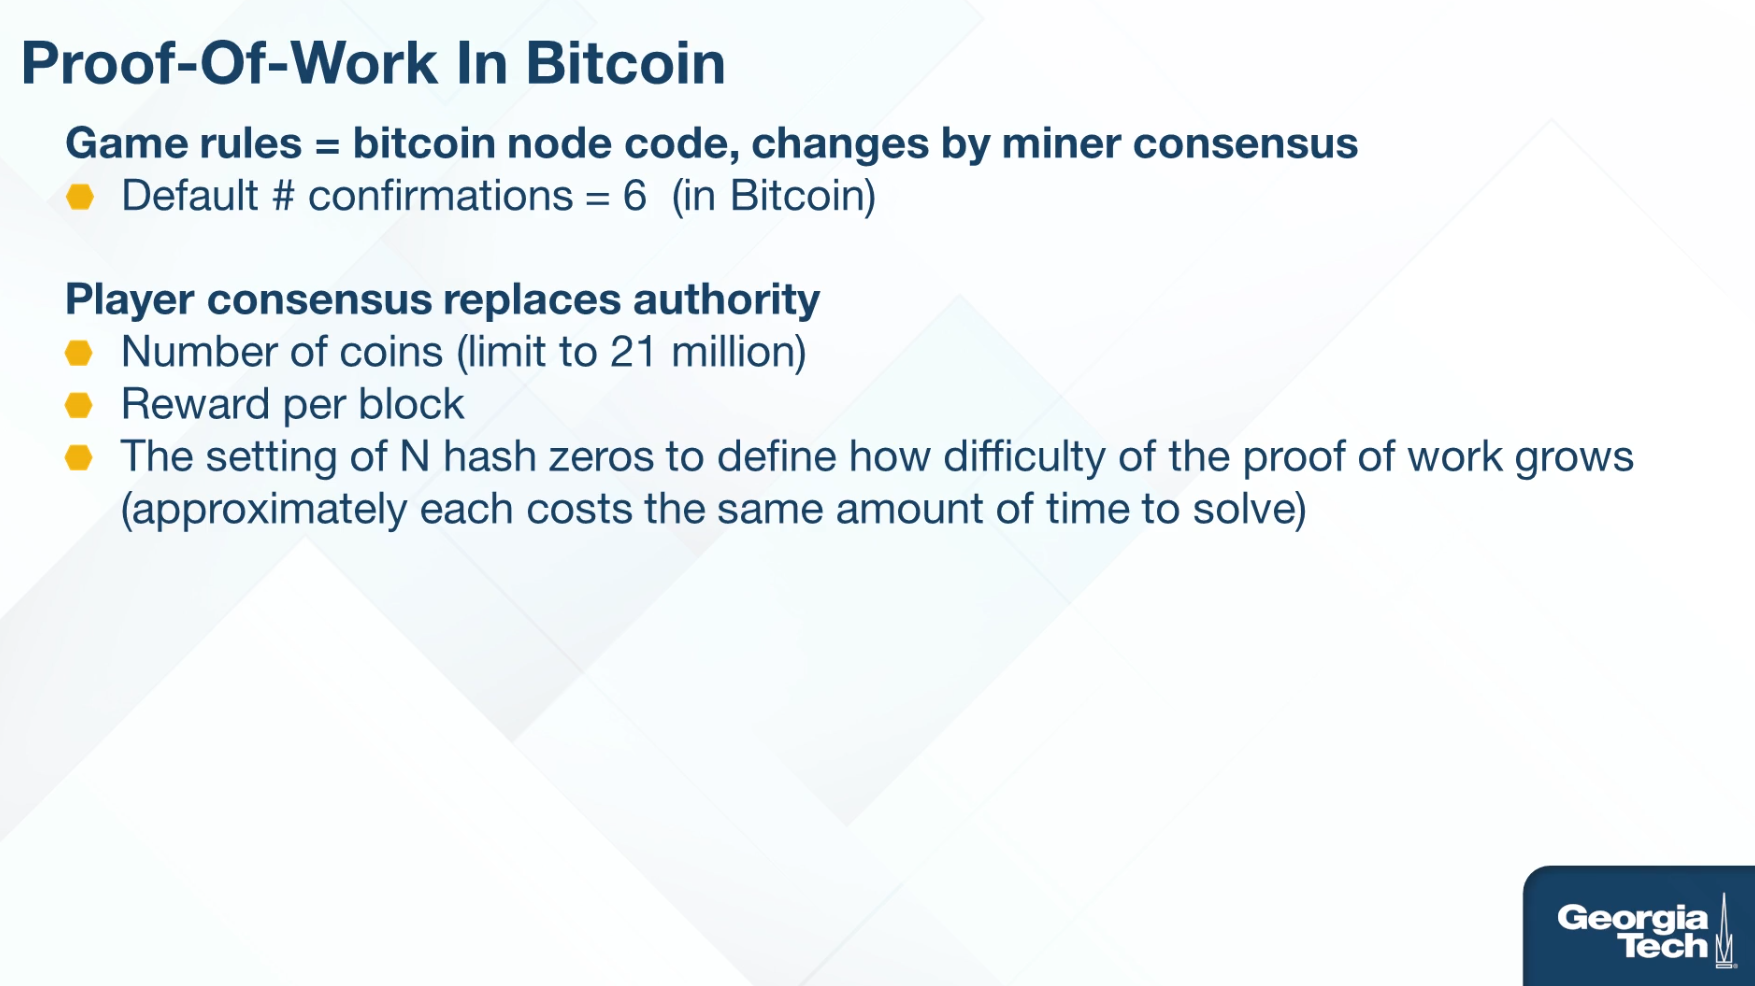 Proof-Of-Work In Bitcoin
Game rules = bitcoin node code, changes by miner consensus
Default # confirmations = 6 (in Bitcoin)
Player consensus replaces authority
Number of coins (limit to 21 million)
Reward per block
The setting of N hash zeros to define how difficulty of the proof of work grows
(approximately each costs the same amount of time to solve)
Georgia
Tech